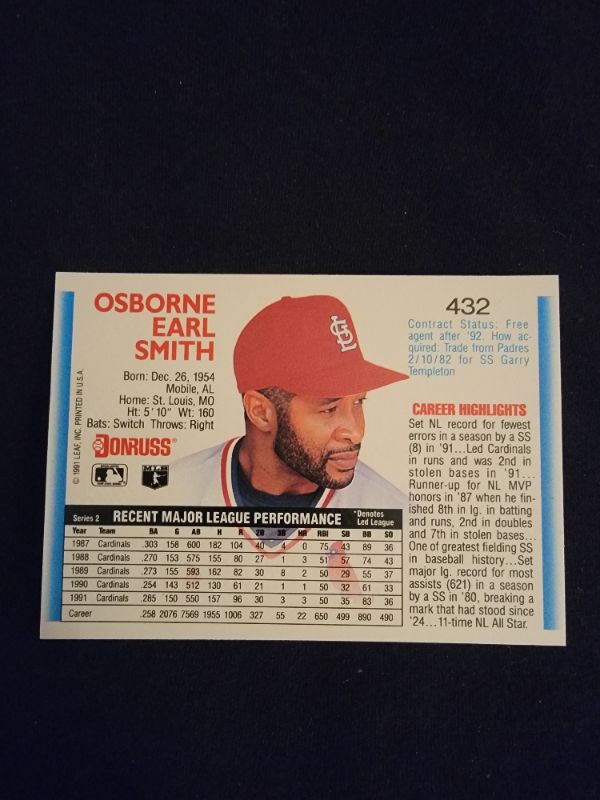 OSBORNE
EARL
SMITH
Born: Dec. 26, 1954
Mobile, AL
Home: St. Louis, MO
Ht: 5'10" Wt: 160
Bats: Switch Throws: Right
DONRUSS®
© 1991 LEAF, INC. PRINTED IN U.S.A.
StL
432
Contract Status: Free
agent after '92. How ac-
quired: Trade from Padres
2/10/82 for SS Garry
Templeton
CAREER HIGHLIGHTS
Set NL record for fewest
errors in a season by a SS
(8) in '91...Led Cardinals
in runs and was 2nd in
stolen bases in '91...
Runner-up for NL MVP
honors in '87 when he fin-
ished 8th in lg. in batting
and runs, 2nd in doubles
and 7th in stolen bases...
One of greatest fielding SS
in baseball history...Set
major lg. record for most
assists (621) in a season
by a SS in '80, breaking a
mark that had stood since
'24...11-time NL All Star.
Series 2 RECENT MAJOR LEAGUE PERFORMANCE *Denotes
Led League
Year Team BA G AB H R 2B 3B HR RBI SB BB SO
1987 Cardinals .303 158 600 182 104 40 4 0 75 43 89 36
1988 Cardinals .270 153 575 155 80 27 1 3 51 57 74 43
1989 Cardinals .273 155 593 162 82 30 8 2 50 29 55 37
1990 Cardinals .254 143 512 130 61 21 1 1 50 32 61 33
1991 Cardinals .285 150 550 157 96 30 3 3 50 35 83 36
Career .258 2076 7569 1955 1006 327 55 22 650 499 890 490